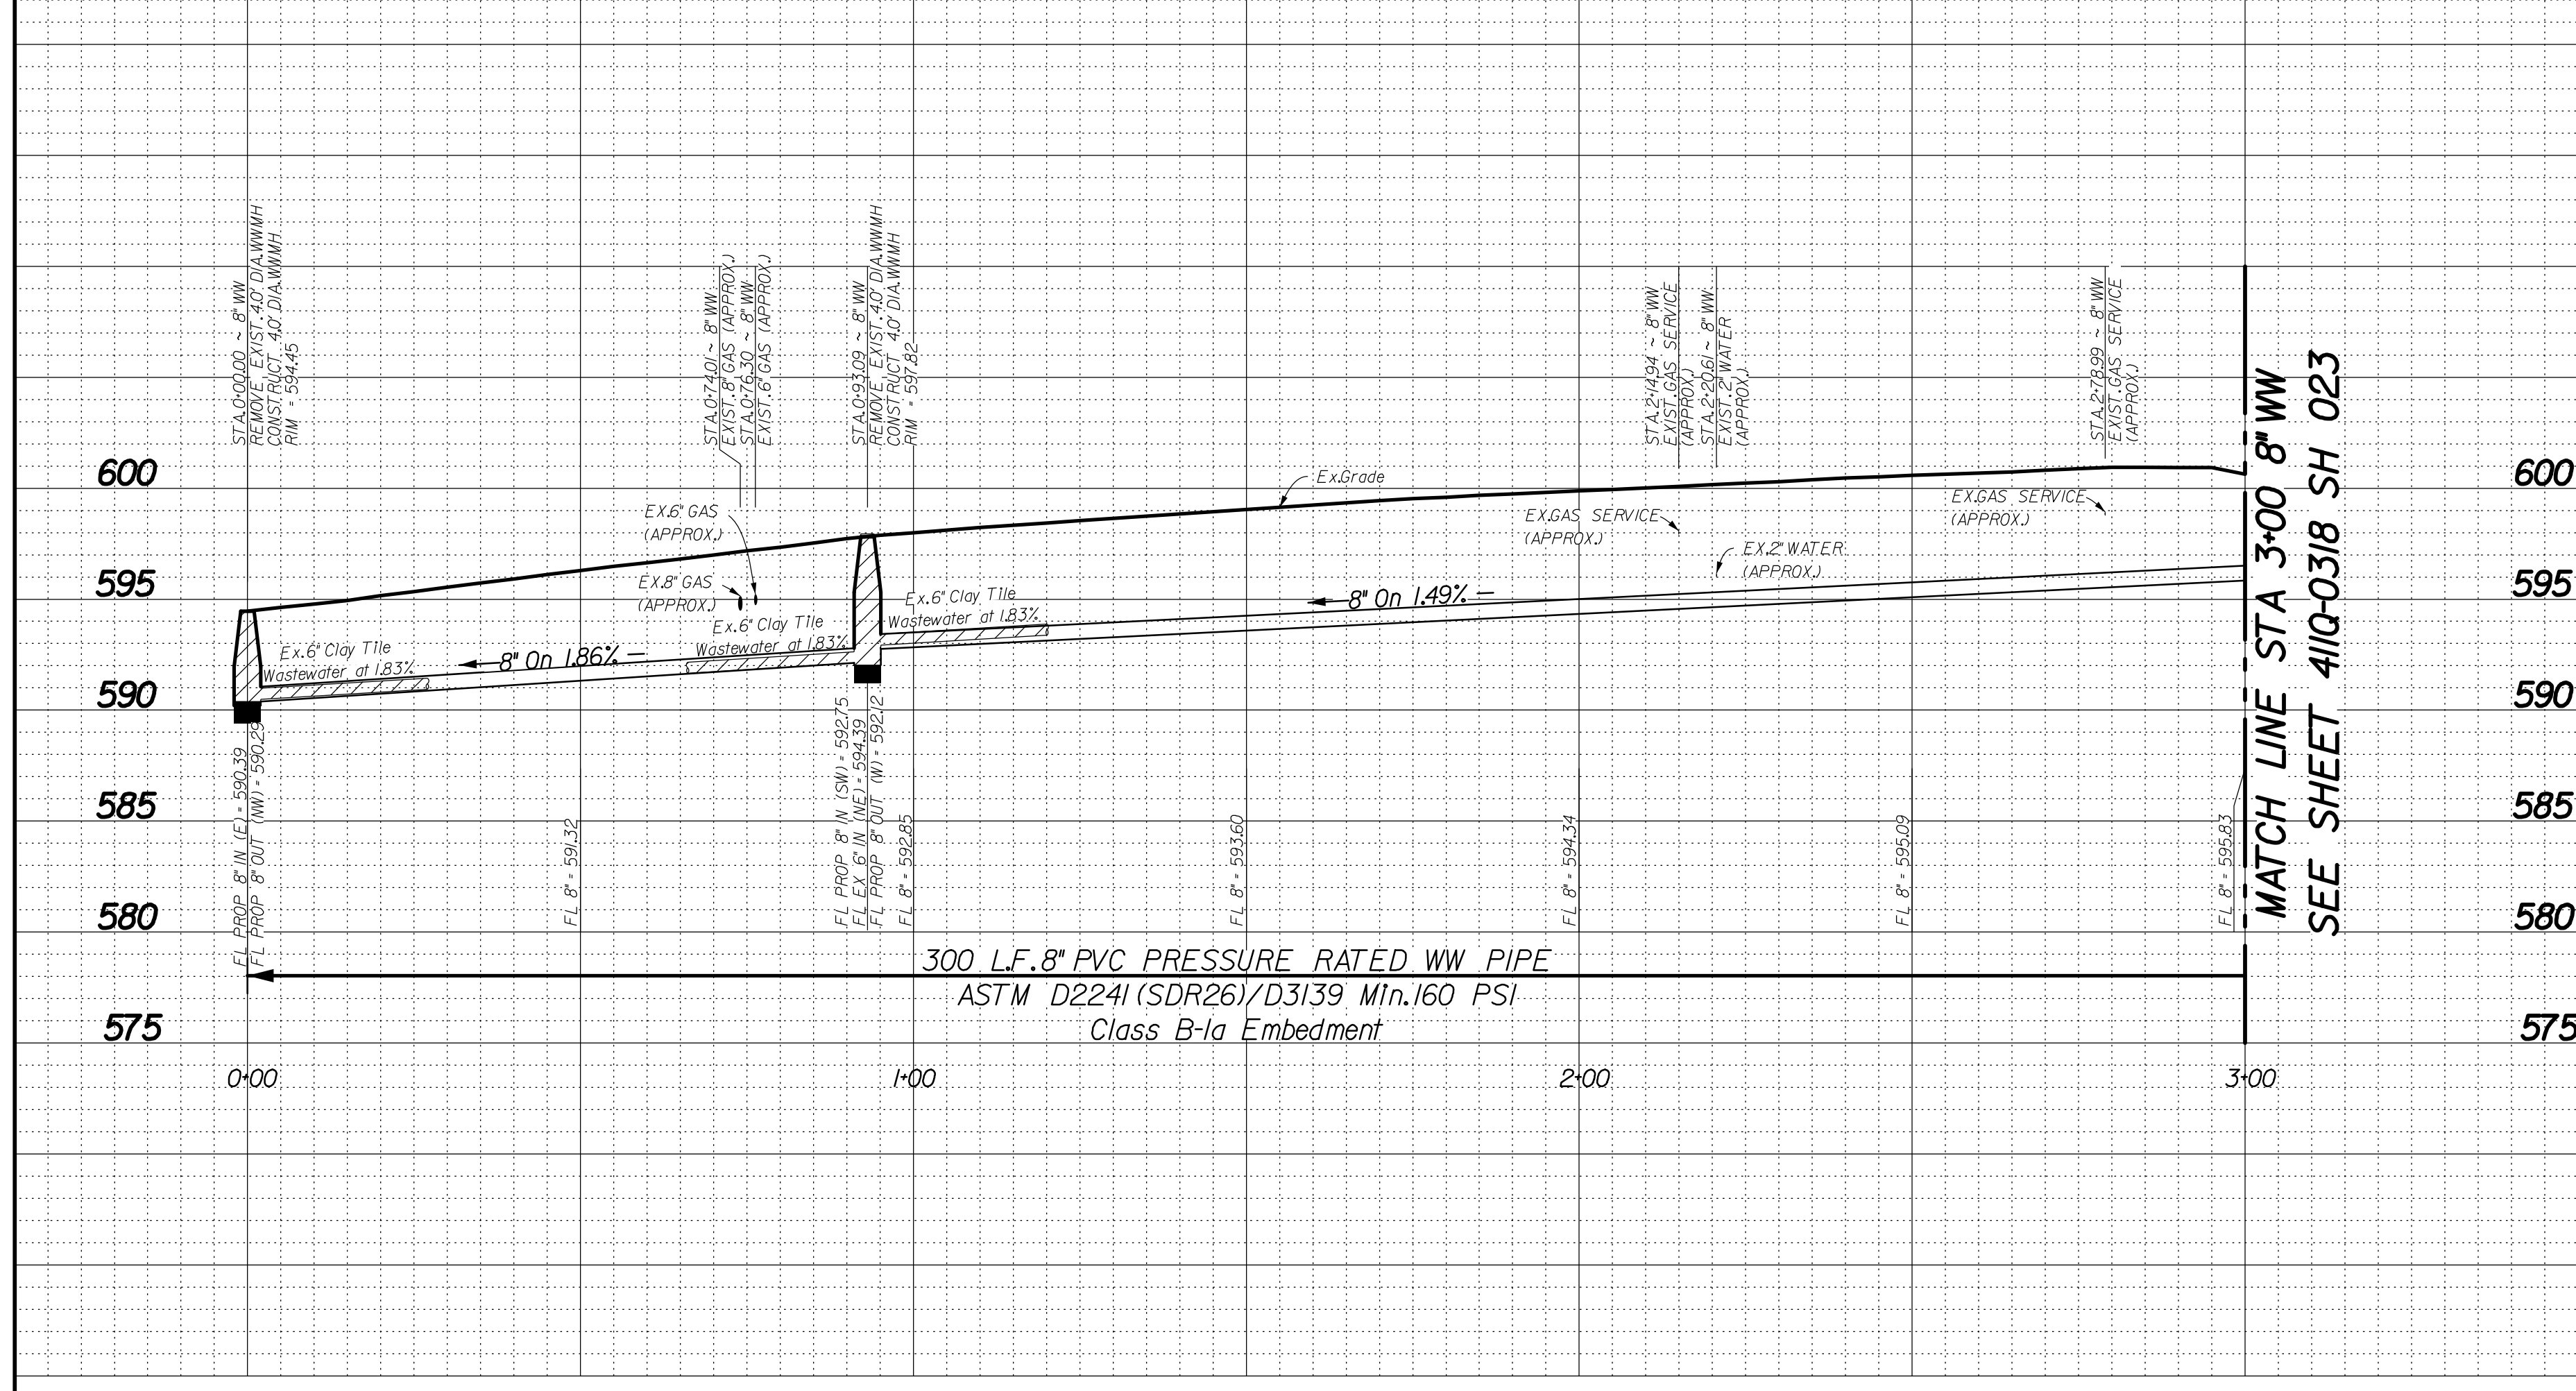 STA. 0+00.00 ~ 8" WW
REMOVE EXIST. 4.0' DIA. WWMH
CONSTRUCT 4.0' DIA. WWMH
RIM = 594.45
STA. 0+74.01 ~ 8" WW
EXIST. 8" GAS (APPROX.)
STA. 0+76.30 ~ 8" WW
EXIST. 6" GAS (APPROX.)
STA. 0+93.09 ~ 8" WW
REMOVE EXIST. 4.0' DIA. WWMH
CONSTRUCT 4.0' DIA. WWMH
RIM = 597.82
STA. 2+14.94 ~ 8" WW
EXIST. GAS SERVICE
(APPROX.)
STA. 2+20.61 ~ 8" WW
EXIST. 2" WATER
(APPROX.)
STA. 2+78.99 ~ 8" WW
EXIST. GAS SERVICE
(APPROX.)
MATCH LINE STA 3+00 8" WW
SEE SHEET 411Q-0318 SH 023
600
595
590
585
580
575
600
595
590
585
580
575
Ex. Grade
EX. 6" GAS
(APPROX.)
EX. 8" GAS
(APPROX.)
EX. GAS SERVICE
(APPROX.)
EX. 2" WATER
(APPROX.)
EX. GAS SERVICE
(APPROX.)
Ex. 6" Clay Tile
Wastewater at 1.83%
8" On 1.86%
Ex. 6" Clay Tile
Wastewater at 1.83%
Ex. 6" Clay Tile
Wastewater at 1.83%
8" On 1.49%
FL PROP 8" IN (E) = 590.39
FL PROP 8" OUT (NW) = 590.29
FL 8" = 591.32
FL PROP 8" IN (SW) = 592.75
FL EX 6" IN (NE) = 594.39
FL PROP 8" OUT (W) = 592.12
FL 8" = 592.85
FL 8" = 593.60
FL 8" = 594.34
FL 8" = 595.09
FL 8" = 595.83
300 L.F. 8" PVC PRESSURE RATED WW PIPE
ASTM D2241 (SDR26)/D3139 Min. 160 PSI
Class B-1a Embedment
0+00
1+00
2+00
3+00